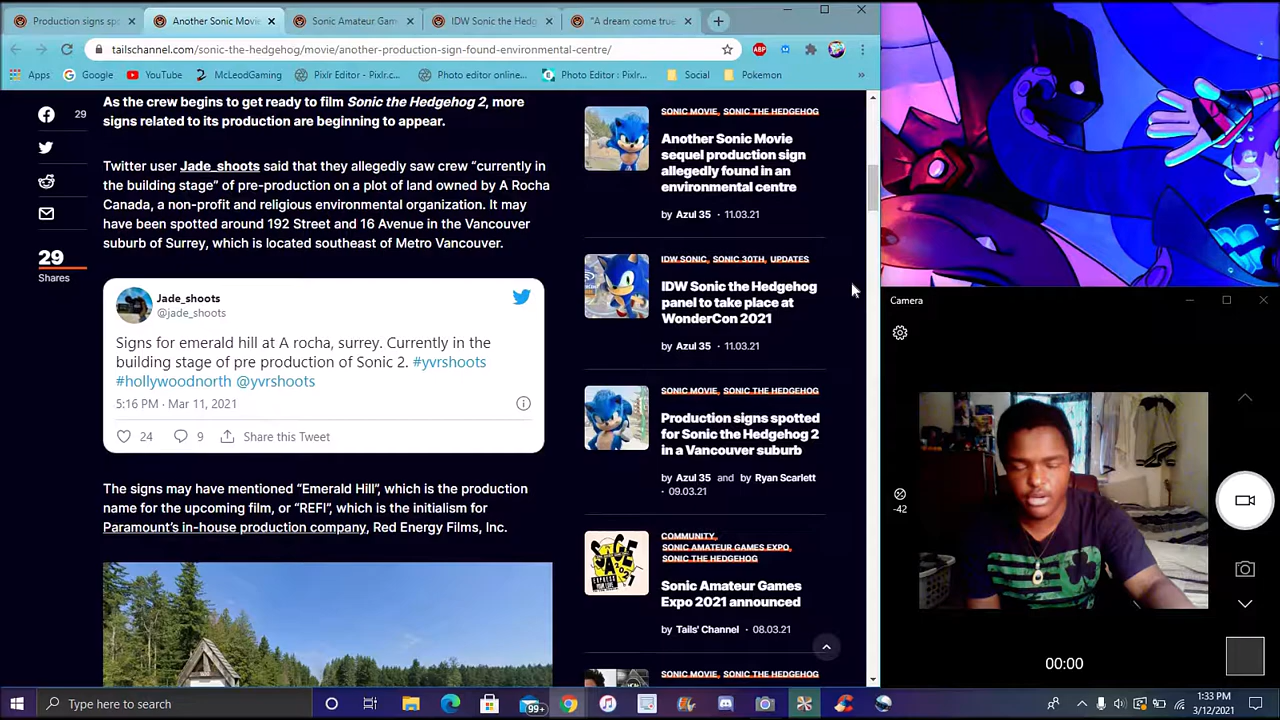 Production signs sp
Another Sonic Movi
Sonic Amateur Gam
IDW Sonic the Hedg
"A dream come true
tailschannel.com/sonic-the-hedgehog/movie/another-production-sign-found-environmental-centre/
ABP
Apps
Google
YouTube
McLeodGaming
Pixlr Editor - Pixlr.c...
Photo editor online...
Photo Editor : Pixlr...
Social
Pokemon
»
29
29
Shares
As the crew begins to get ready to film Sonic the Hedgehog 2, more
signs related to its production are beginning to appear.
Twitter user Jade_shoots said that they allegedly saw crew "currently in
the building stage" of pre-production on a plot of land owned by A Rocha
Canada, a non-profit and religious environmental organization. It may
have been spotted around 192 Street and 16 Avenue in the Vancouver
suburb of Surrey, which is located southeast of Metro Vancouver.
Jade_shoots
@jade_shoots
Signs for emerald hill at A rocha, surrey. Currently in the
building stage of pre production of Sonic 2. #yvrshoots
#hollywoodnorth @yvrshoots
5:16 PM · Mar 11, 2021
24 9 Share this Tweet
The signs may have mentioned "Emerald Hill", which is the production
name for the upcoming film, or "REFI", which is the initialism for
Paramount's in-house production company, Red Energy Films, Inc.
SONIC MOVIE, SONIC THE HEDGEHOG
Another Sonic Movie
sequel production sign
allegedly found in an
environmental centre
by Azul 35 · 11.03.21
IDW SONIC, SONIC 30TH, UPDATES
IDW Sonic the Hedgehog
panel to take place at
WonderCon 2021
by Azul 35 · 11.03.21
SONIC MOVIE, SONIC THE HEDGEHOG
Production signs spotted
for Sonic the Hedgehog 2
in a Vancouver suburb
by Azul 35 and by Ryan Scarlett
· 09.03.21
COMMUNITY,
SONIC AMATEUR GAMES EXPO,
SONIC THE HEDGEHOG
Sonic Amateur Games
Expo 2021 announced
by Tails' Channel · 08.03.21
SONIC MOVIE, SONIC THE HEDGEHOG
Camera
-42
00:00
Type here to search
99+
1:33 PM
3/12/2021